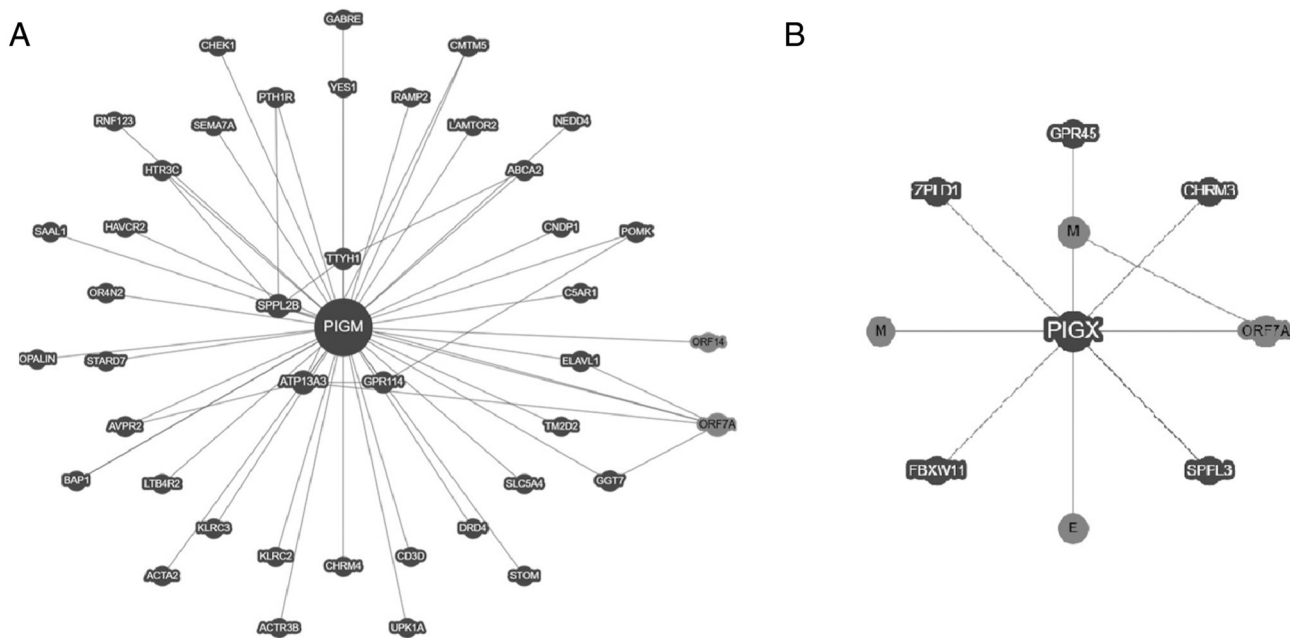 A
B
GABRE
CHEK1
CMTM5
YES1
PTH1R
RAMP2
RNF123
SEMA7A
LAMTOR2
NEDD4
HTR3C
ABCA2
SAAL1
HAVCR2
CNDP1
POMK
TTYH1
OR4N2
SPPL2B
C5AR1
PIGM
ORF14
OPALIN
STARD7
ELAVL1
ATP13A3
GPR114
AVPR2
TM2D2
ORF7A
BAP1
LTB4R2
SLC5A4
GGT7
KLRC3
DRD4
ACTA2
KLRC2
CHRM4
CD3D
STOM
ACTR3B
UPK1A
GPR45
ZPLD1
CHRM3
M
M
PIGX
ORF7A
FBXW11
E